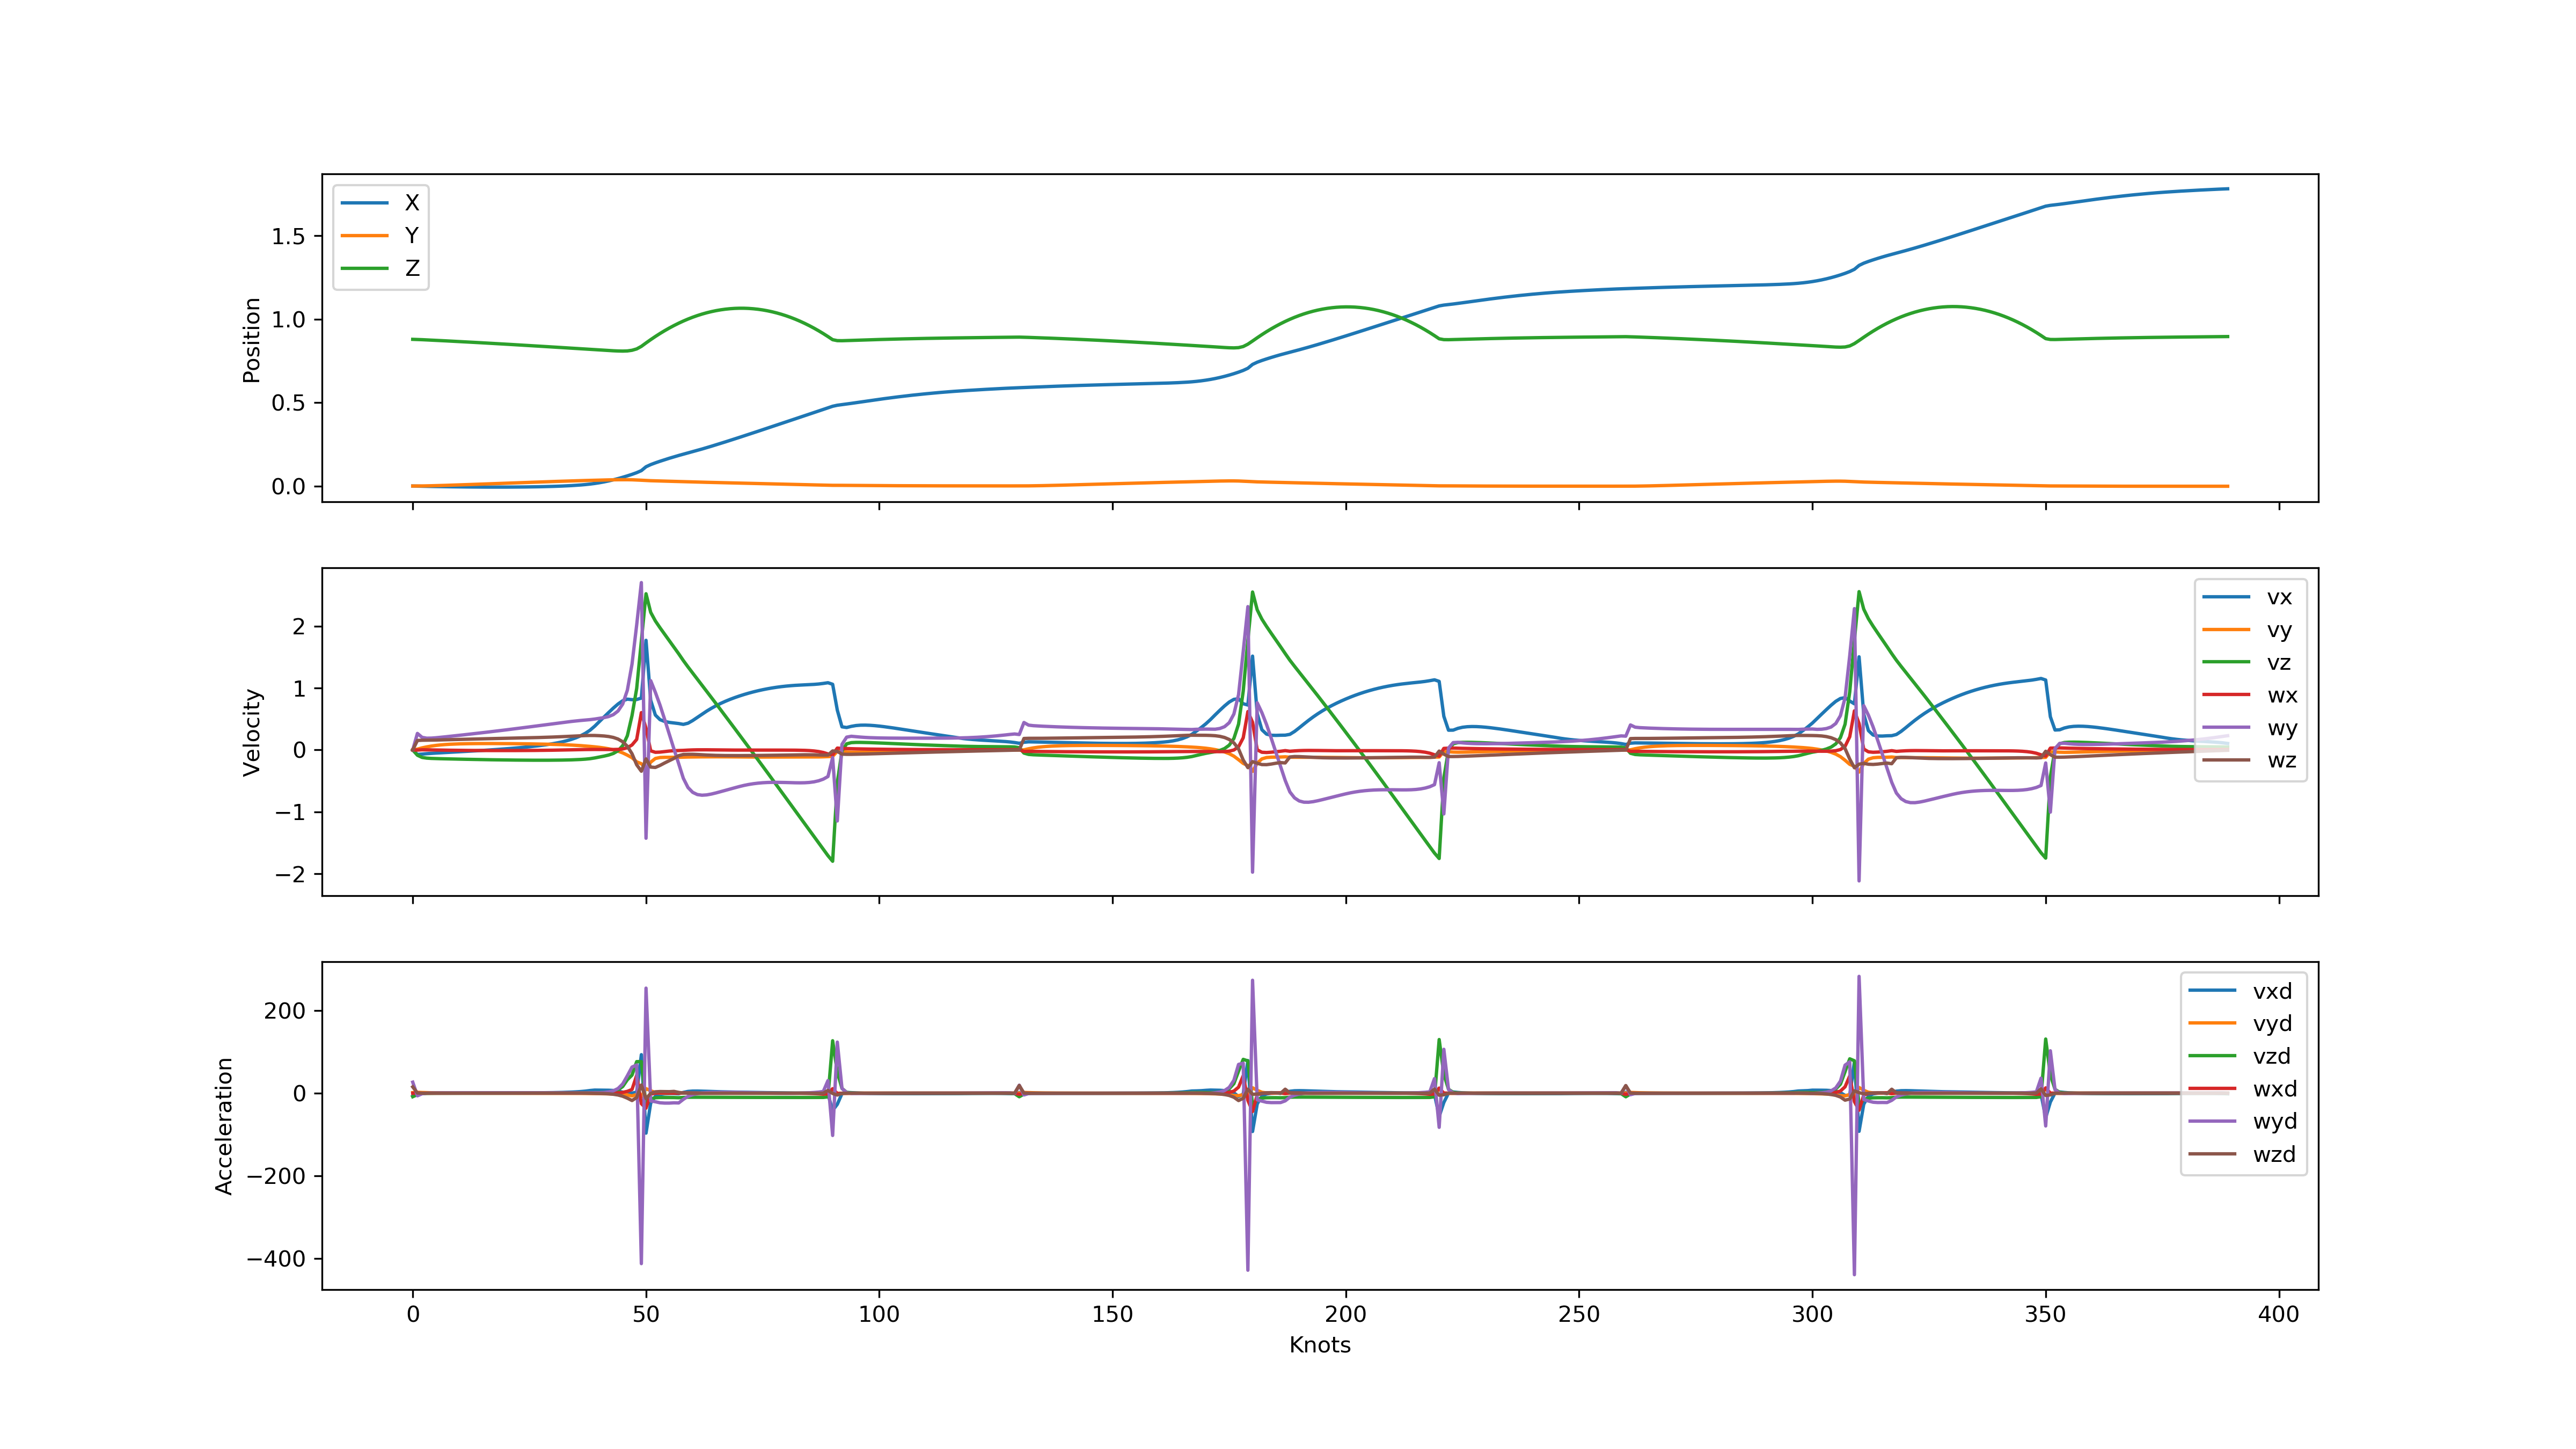 X
Y
Z
Position
0.0
0.5
1.0
1.5
vx
vy
vz
wx
wy
wz
Velocity
−2
−1
0
1
2
vxd
vyd
vzd
wxd
wyd
wzd
Acceleration
−400
−200
0
200
0 50 100 150 200 250 300 350 400
Knots